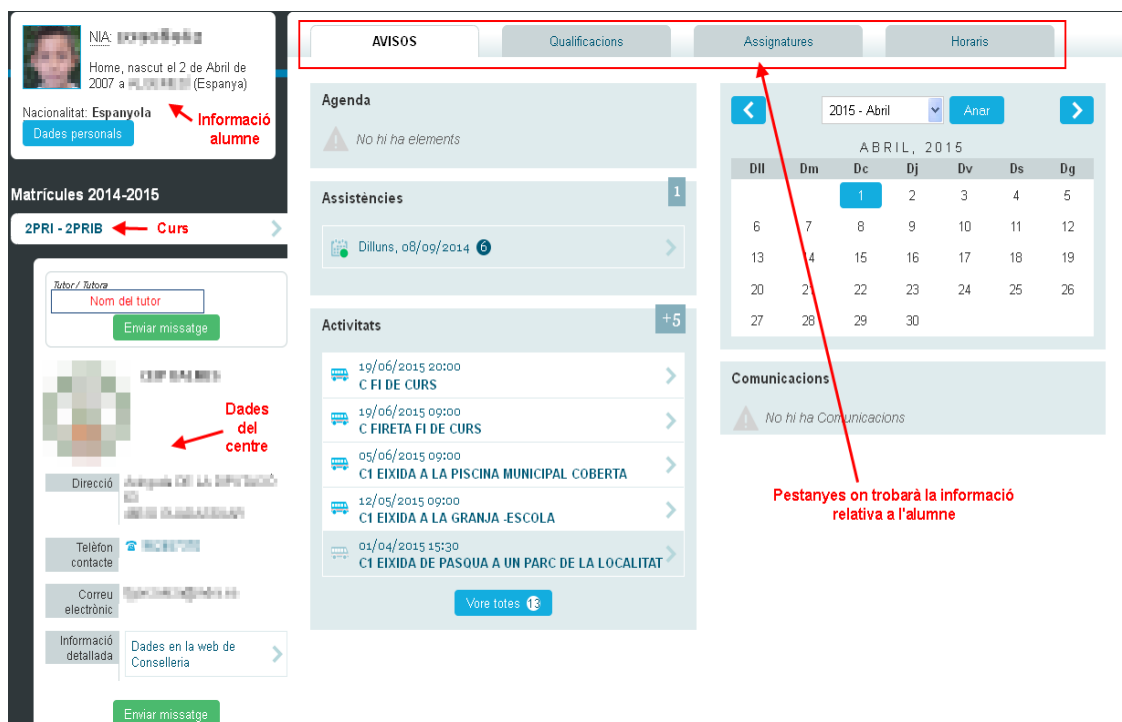 NIA:
Home, nascut el 2 de Abril de
2007 a (Espanya)
Nacionalitat: Espanyola
Dades personals
Informació
alumne
Matrícules 2014-2015
2PRI - 2PRIB
Curs
Tutor / Tutora
Nom del tutor
Enviar missatge
Dades
del
centre
Direcció
Telèfon
contacte
Correu
electrònic
Informació
detallada
Dades en la web de
Conselleria
Enviar missatge
AVISOS
Qualificacions
Assignatures
Horaris
Agenda
No hi ha elements
Assistències
1
Dilluns, 08/09/2014 6
Activitats
+5
19/06/2015 20:00
C FI DE CURS
19/06/2015 09:00
C FIRETA FI DE CURS
05/06/2015 09:00
C1 EIXIDA A LA PISCINA MUNICIPAL COBERTA
12/05/2015 09:00
C1 EIXIDA A LA GRANJA -ESCOLA
01/04/2015 15:30
C1 EIXIDA DE PASQUA A UN PARC DE LA LOCALITAT
Vore totes 13
2015 - Abril
Anar
ABRIL, 2015
Dll Dm Dc Dj Dv Ds Dg
1 2 3 4 5
6 7 8 9 10 11 12
13 14 15 16 17 18 19
20 21 22 23 24 25 26
27 28 29 30
Comunicacions
No hi ha Comunicacions
Pestanyes on trobarà la informació
relativa a l'alumne